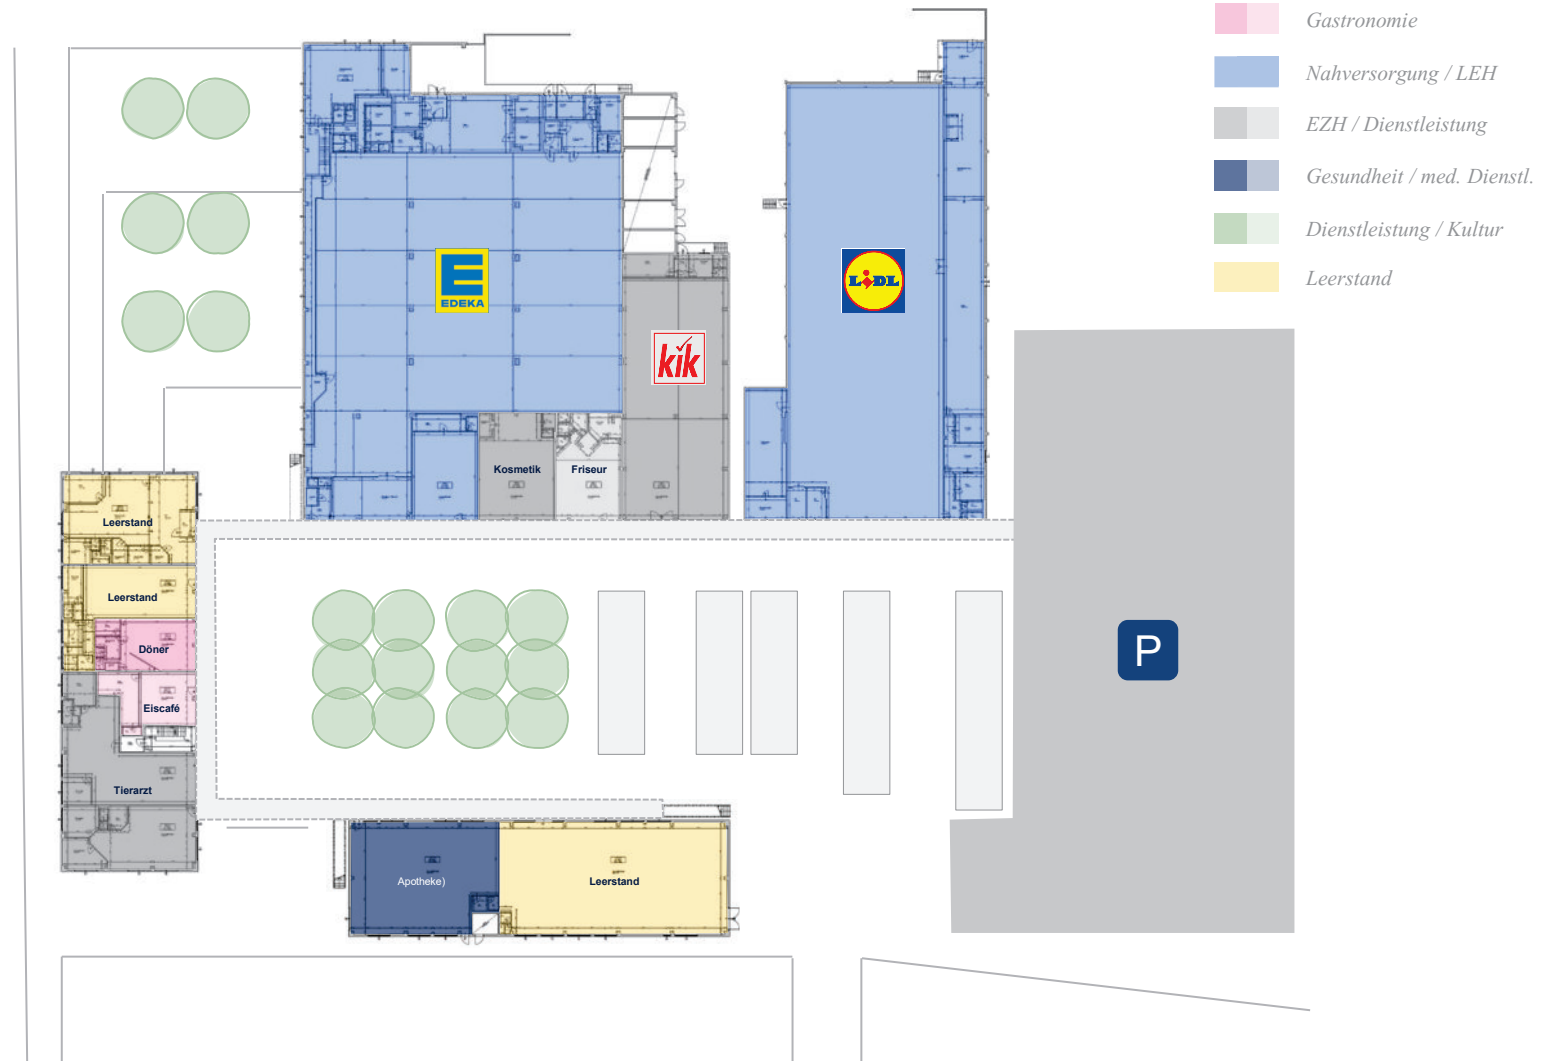 Gastronomie
Nahversorgung / LEH
EZH / Dienstleistung
Gesundheit / med. Dienstl.
Dienstleistung / Kultur
Leerstand
E
EDEKA
LIDL
kik
Kosmetik
Friseur
Leerstand
Leerstand
Döner
Eiscafé
Tierarzt
P
Apotheke)
Leerstand